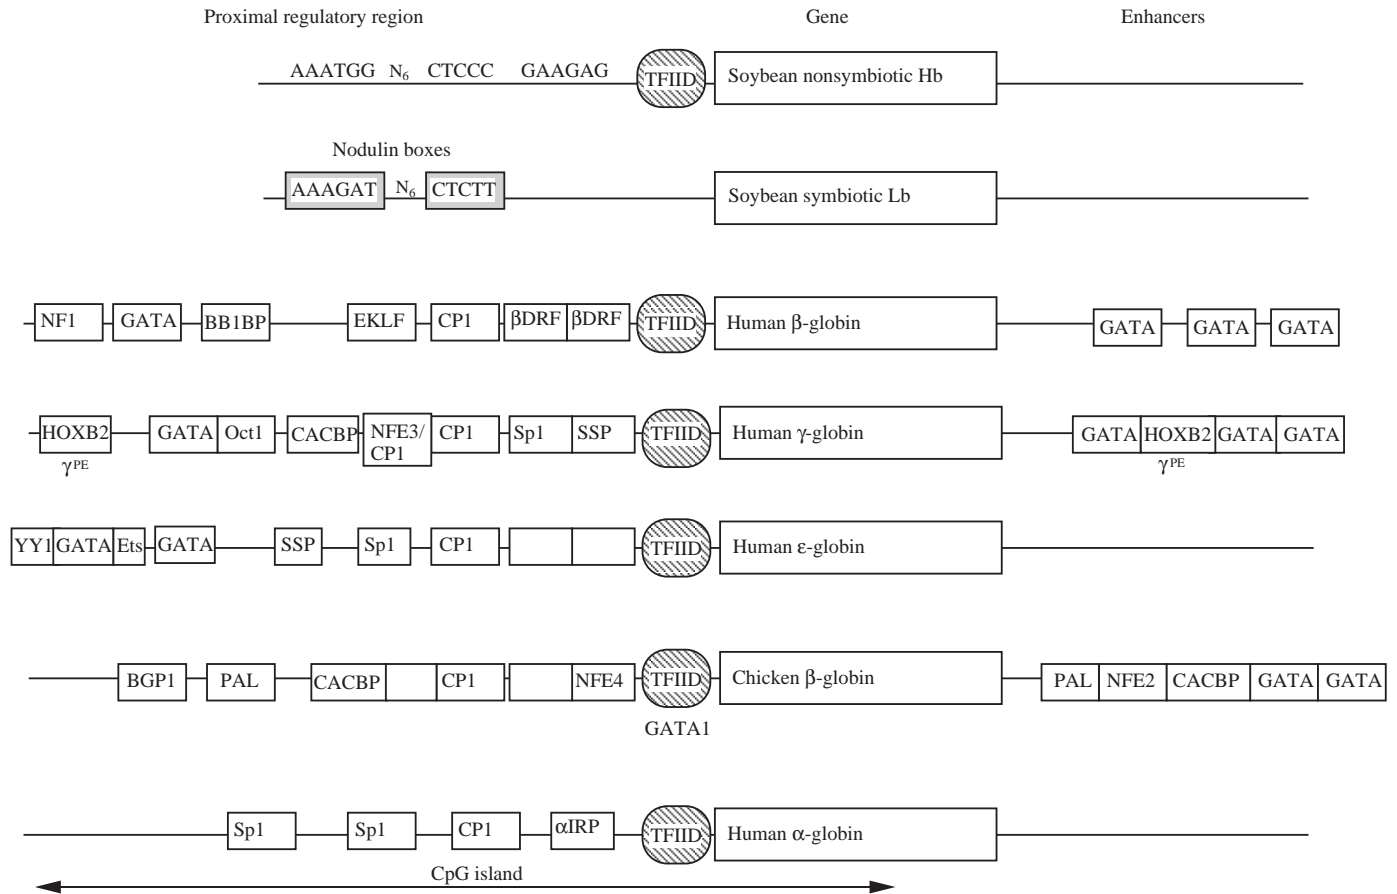 Proximal regulatory region Gene Enhancers
AAATGG N6 CTCCC GAAGAG TFIID Soybean nonsymbiotic Hb
Nodulin boxes
AAAGAT N6 CTCTT Soybean symbiotic Lb
NF1 GATA BB1BP EKLF CP1 βDRF βDRF TFIID Human β-globin GATA GATA GATA
HOXB2 GATA Oct1 CACBP NFE3/ CP1 Sp1 SSP TFIID Human γ-globin GATA HOXB2 GATA GATA
CP1
γPE γPE
YY1 GATA Ets GATA SSP Sp1 CP1 TFIID Human ε-globin
BGP1 PAL CACBP CP1 NFE4 TFIID Chicken β-globin PAL NFE2 CACBP GATA GATA
GATA1
Sp1 Sp1 CP1 αIRP TFIID Human α-globin
CpG island